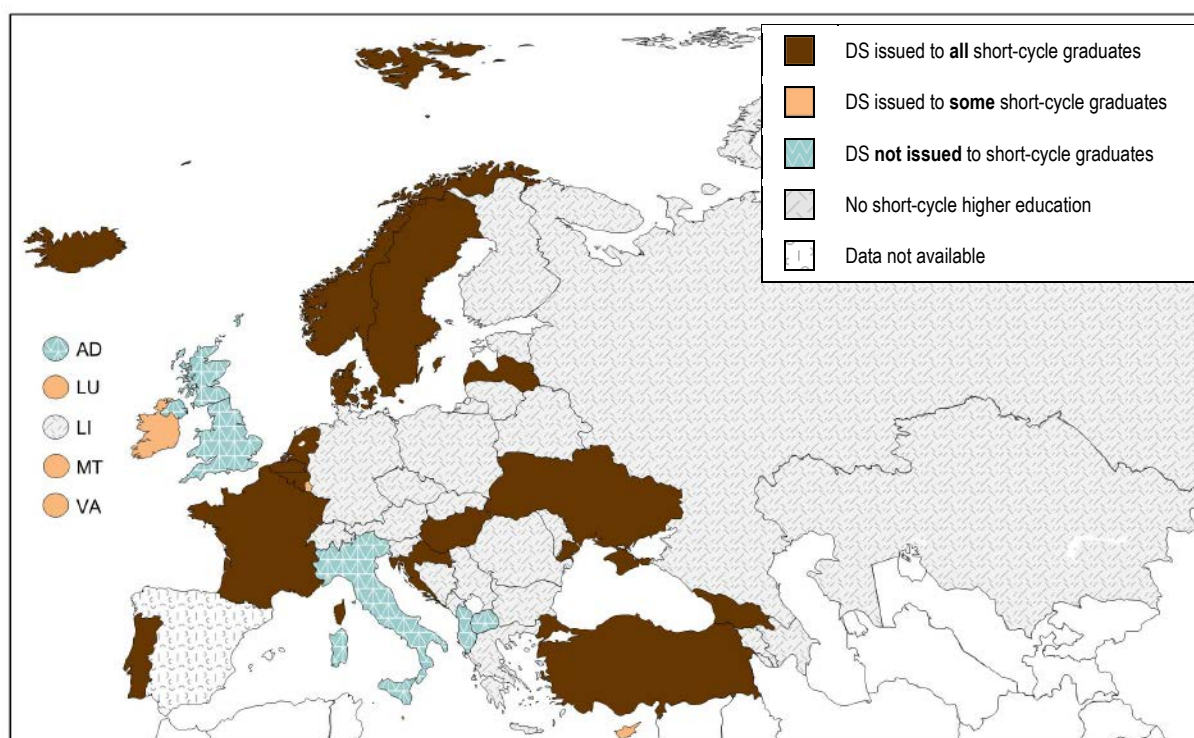 DS issued to all short-cycle graduates
DS issued to some short-cycle graduates
DS not issued to short-cycle graduates
No short-cycle higher education
Data not available
AD
LU
LI
MT
VA